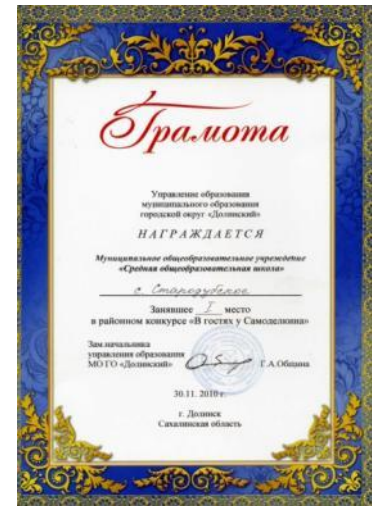 Грамота
Управление образования
муниципального образования
городской округ «Долинский»
НАГРАЖДАЕТСЯ
Муниципальное общеобразовательное учреждение
«Средняя общеобразовательная школа»
с. Стародубское
Занявшее I место
в районном конкурсе «В гостях у Самоделкина»
Зам.начальника
управления образования
МО ГО «Долинский» Г.А.Община
30.11. 2010 г.
г. Долинск
Сахалинская область